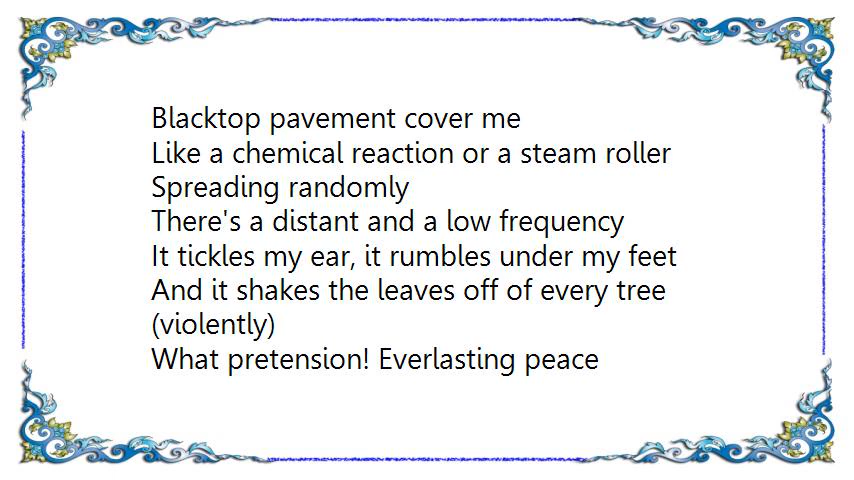 Blacktop pavement cover me
Like a chemical reaction or a steam roller
Spreading randomly
There's a distant and a low frequency
It tickles my ear, it rumbles under my feet
And it shakes the leaves off of every tree
(violently)
What pretension! Everlasting peace